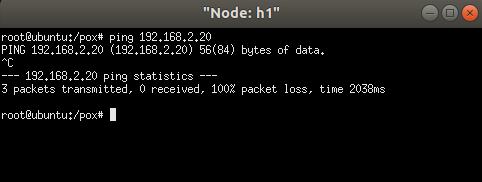 "Node: h1"
root@ubuntu:/pox# ping 192.168.2.20
PING 192.168.2.20 (192.168.2.20) 56(84) bytes of data.
^C
--- 192.168.2.20 ping statistics ---
3 packets transmitted, 0 received, 100% packet loss, time 2038ms
root@ubuntu:/pox#